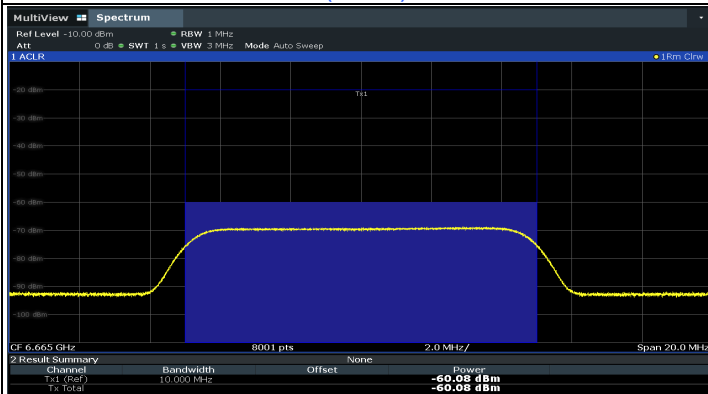 MultiView Spectrum
Ref Level -10.00 dBm RBW 1 MHz
Att 0 dB SWT 1 s VBW 3 MHz Mode Auto Sweep
1 ACLR 1Rm Clrw
-20 dBm
Tx1
-30 dBm
-40 dBm
-50 dBm
-60 dBm
-70 dBm
-80 dBm
-90 dBm
-100 dBm
CF 6.665 GHz 8001 pts 2.0 MHz/ Span 20.0 MHz
2 Result Summary None
Channel Bandwidth Offset Power
Tx1 (Ref) 10.000 MHz -60.08 dBm
Tx Total -60.08 dBm